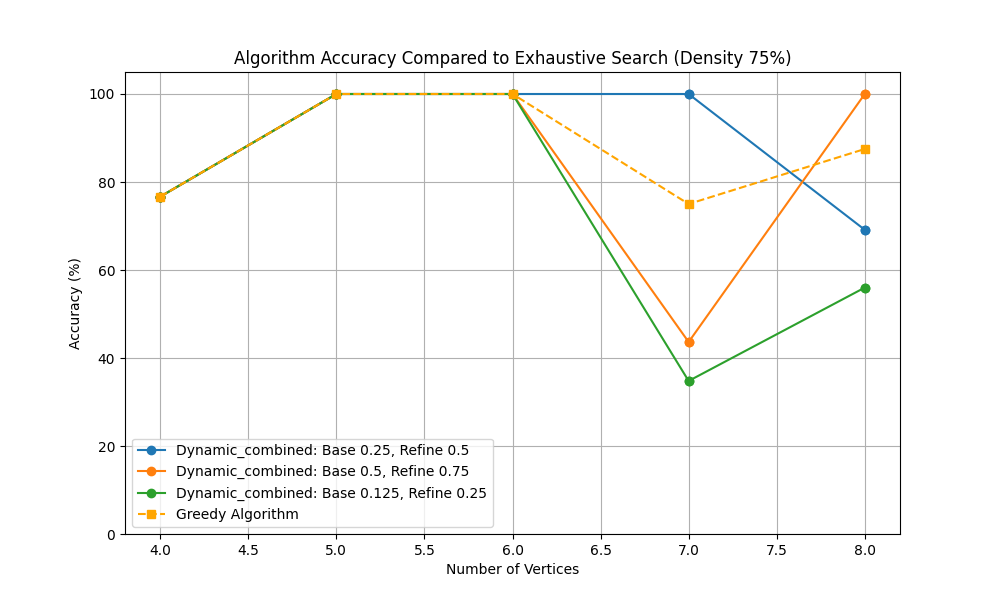 Algorithm Accuracy Compared to Exhaustive Search (Density 75%)
Accuracy (%)
100
80
60
40
20
0
Dynamic_combined: Base 0.25, Refine 0.5
Dynamic_combined: Base 0.5, Refine 0.75
Dynamic_combined: Base 0.125, Refine 0.25
Greedy Algorithm
4.0 4.5 5.0 5.5 6.0 6.5 7.0 7.5 8.0
Number of Vertices